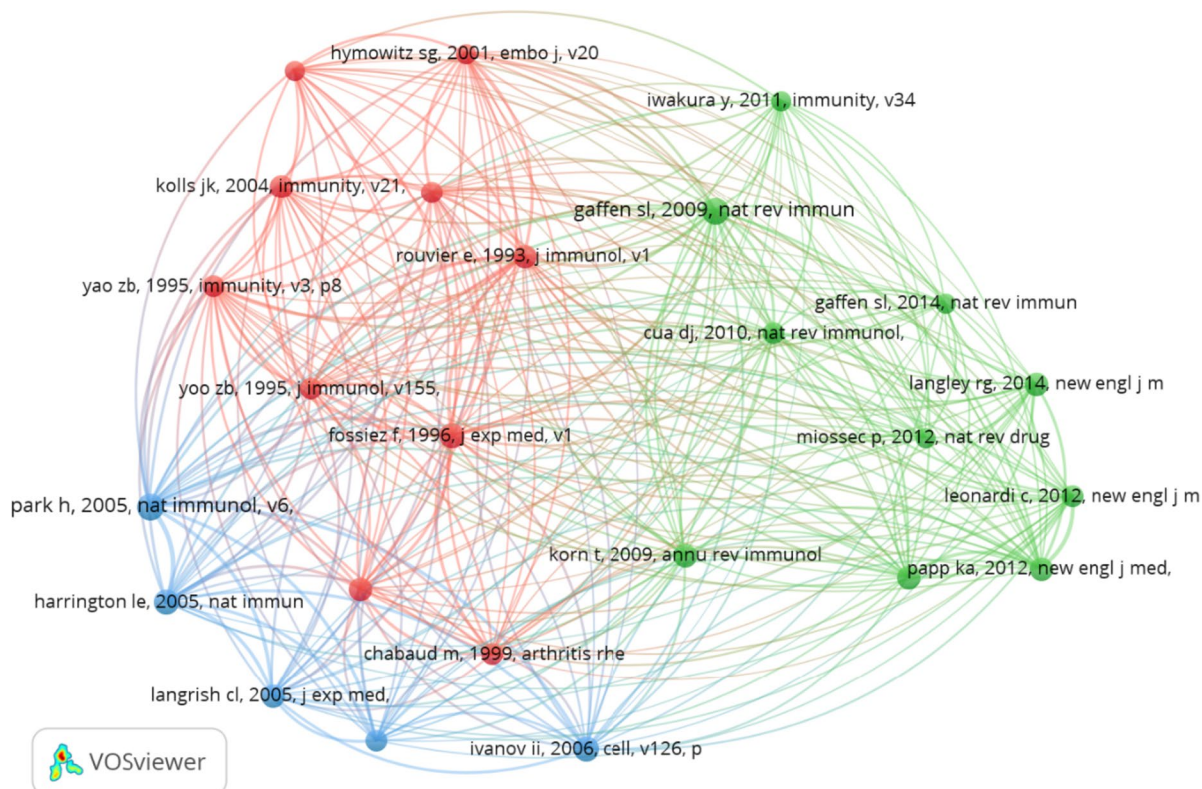 hymowitz sg, 2001, embo j, v20
iwakura y, 2011, immunity, v34
kolls jk, 2004, immunity, v21,
gaffen sl, 2009, nat rev immun
rouvier e, 1993, j immunol, v1
yao zb, 1995, immunity, v3, p8
gaffen sl, 2014, nat rev immun
cua dj, 2010, nat rev immunol,
langley rg, 2014, new engl j m
yoo zb, 1995, j immunol, v155,
fossiez f, 1996, j exp med, v1
miossec p, 2012, nat rev drug
leonardi c, 2012, new engl j m
park h, 2005, nat immunol, v6,
korn t, 2009, annu rev immunol
papp ka, 2012, new engl j med,
harrington le, 2005, nat immun
chabaud m, 1999, arthritis rhe
langrish cl, 2005, j exp med,
ivanov ii, 2006, cell, v126, p
VOSviewer